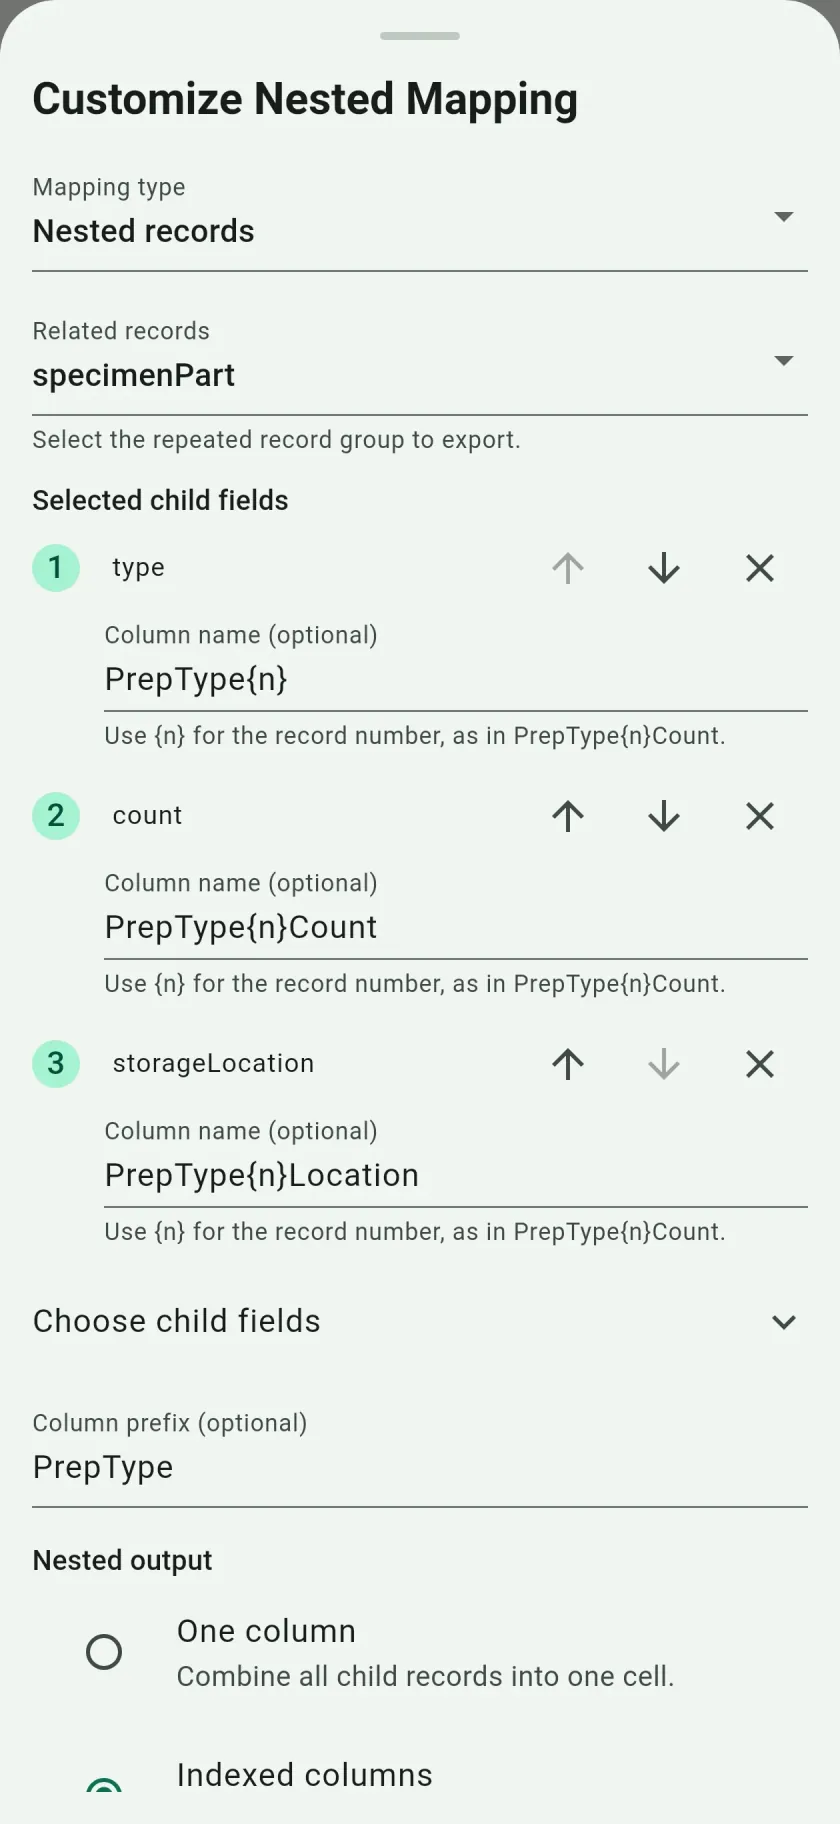 Customize Nested Mapping
Mapping type
Nested records
Related records
specimenPart
Select the repeated record group to export.
Selected child fields
1 type
Column name (optional)
PrepType{n}
Use {n} for the record number, as in PrepType{n}Count.
2 count
Column name (optional)
PrepType{n}Count
Use {n} for the record number, as in PrepType{n}Count.
3 storageLocation
Column name (optional)
PrepType{n}Location
Use {n} for the record number, as in PrepType{n}Count.
Choose child fields
Column prefix (optional)
PrepType
Nested output
One column
Combine all child records into one cell.
Indexed columns